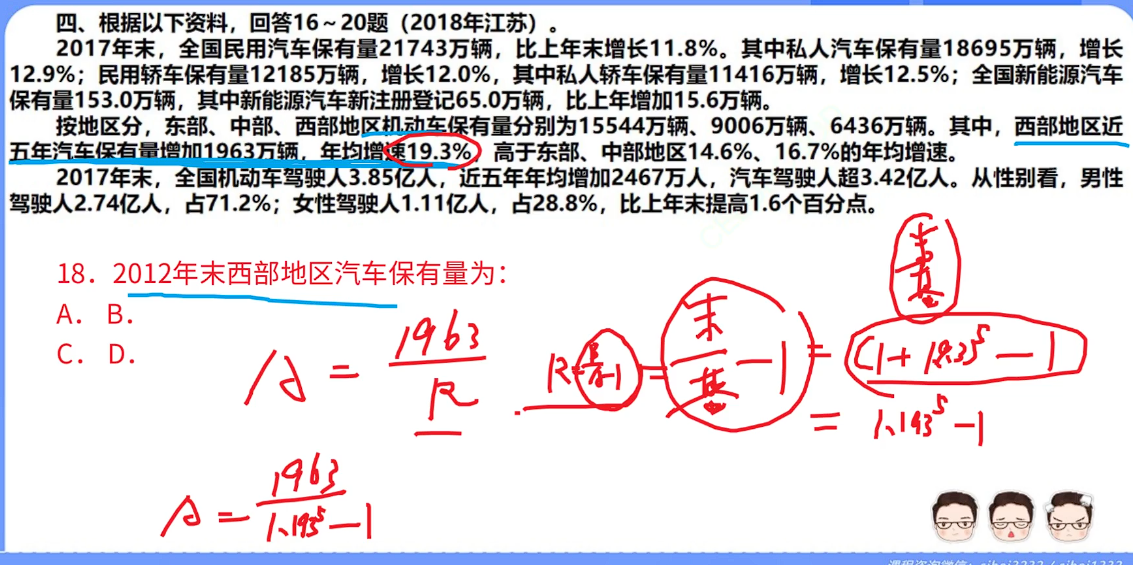 四、根据以下资料，回答16～20题（2018年江苏）。
2017年末，全国民用汽车保有量21743万辆，比上年末增长11.8%。其中私人汽车保有量18695万辆，增长
12.9%；民用轿车保有量12185万辆，增长12.0%，其中私人轿车保有量11416万辆，增长12.5%；全国新能源汽车
保有量153.0万辆，其中新能源汽车新注册登记65.0万辆，比上年增加15.6万辆。
按地区分，东部、中部、西部地区机动车保有量分别为15544万辆、9006万辆、6436万辆。其中，西部地区近
五年汽车保有量增加1963万辆，年均增速19.3%，高于东部、中部地区14.6%、16.7%的年均增速。
2017年末，全国机动车驾驶人3.85亿人，近五年年均增加2467万人，汽车驾驶人超3.42亿人。从性别看，男性
驾驶人2.74亿人，占71.2%；女性驾驶人1.11亿人，占28.8%，比上年末提高1.6个百分点。
末
基
18．2012年末西部地区汽车保有量为：
A． B．
C． D．
A = 1963
R
R = B/A - 1 = 末/基 - 1 = (1+19.3)^5 - 1
= 1.193^5 - 1
A = 1963
1.193^5 - 1